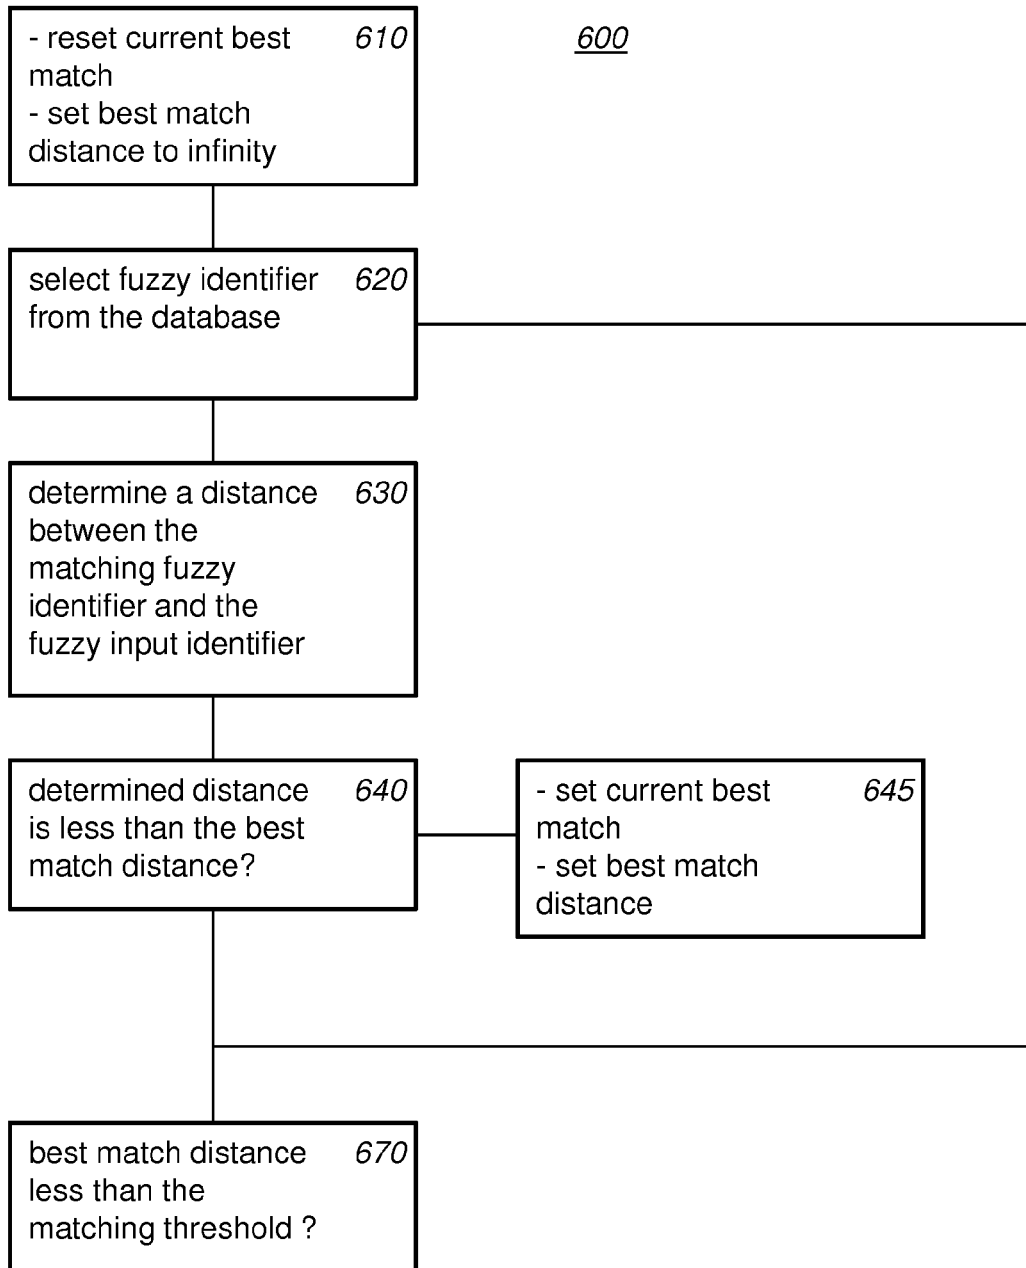 - reset current best 610
match
- set best match
distance to infinity
600
select fuzzy identifier 620
from the database
determine a distance 630
between the
matching fuzzy
identifier and the
fuzzy input identifier
determined distance 640
is less than the best
match distance?
- set current best 645
match
- set best match
distance
best match distance 670
less than the
matching threshold ?